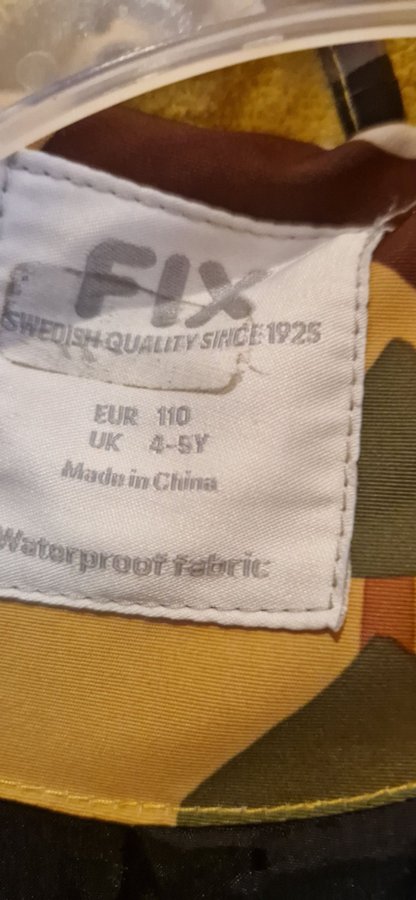 FIX
SWEDISH QUALITY SINCE 1925
EUR 110
UK 4-5Y
Made in China
Waterproof fabric